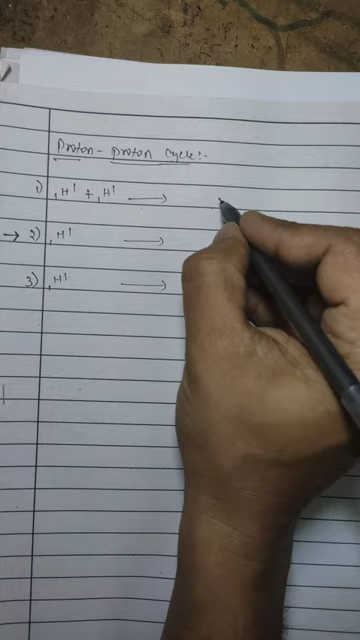 Proton - Proton Cycle:-
1) ₁H¹ + ₁H¹ ⟶
→ 2) ₁H¹ ⟶
3) ₁H¹ ⟶